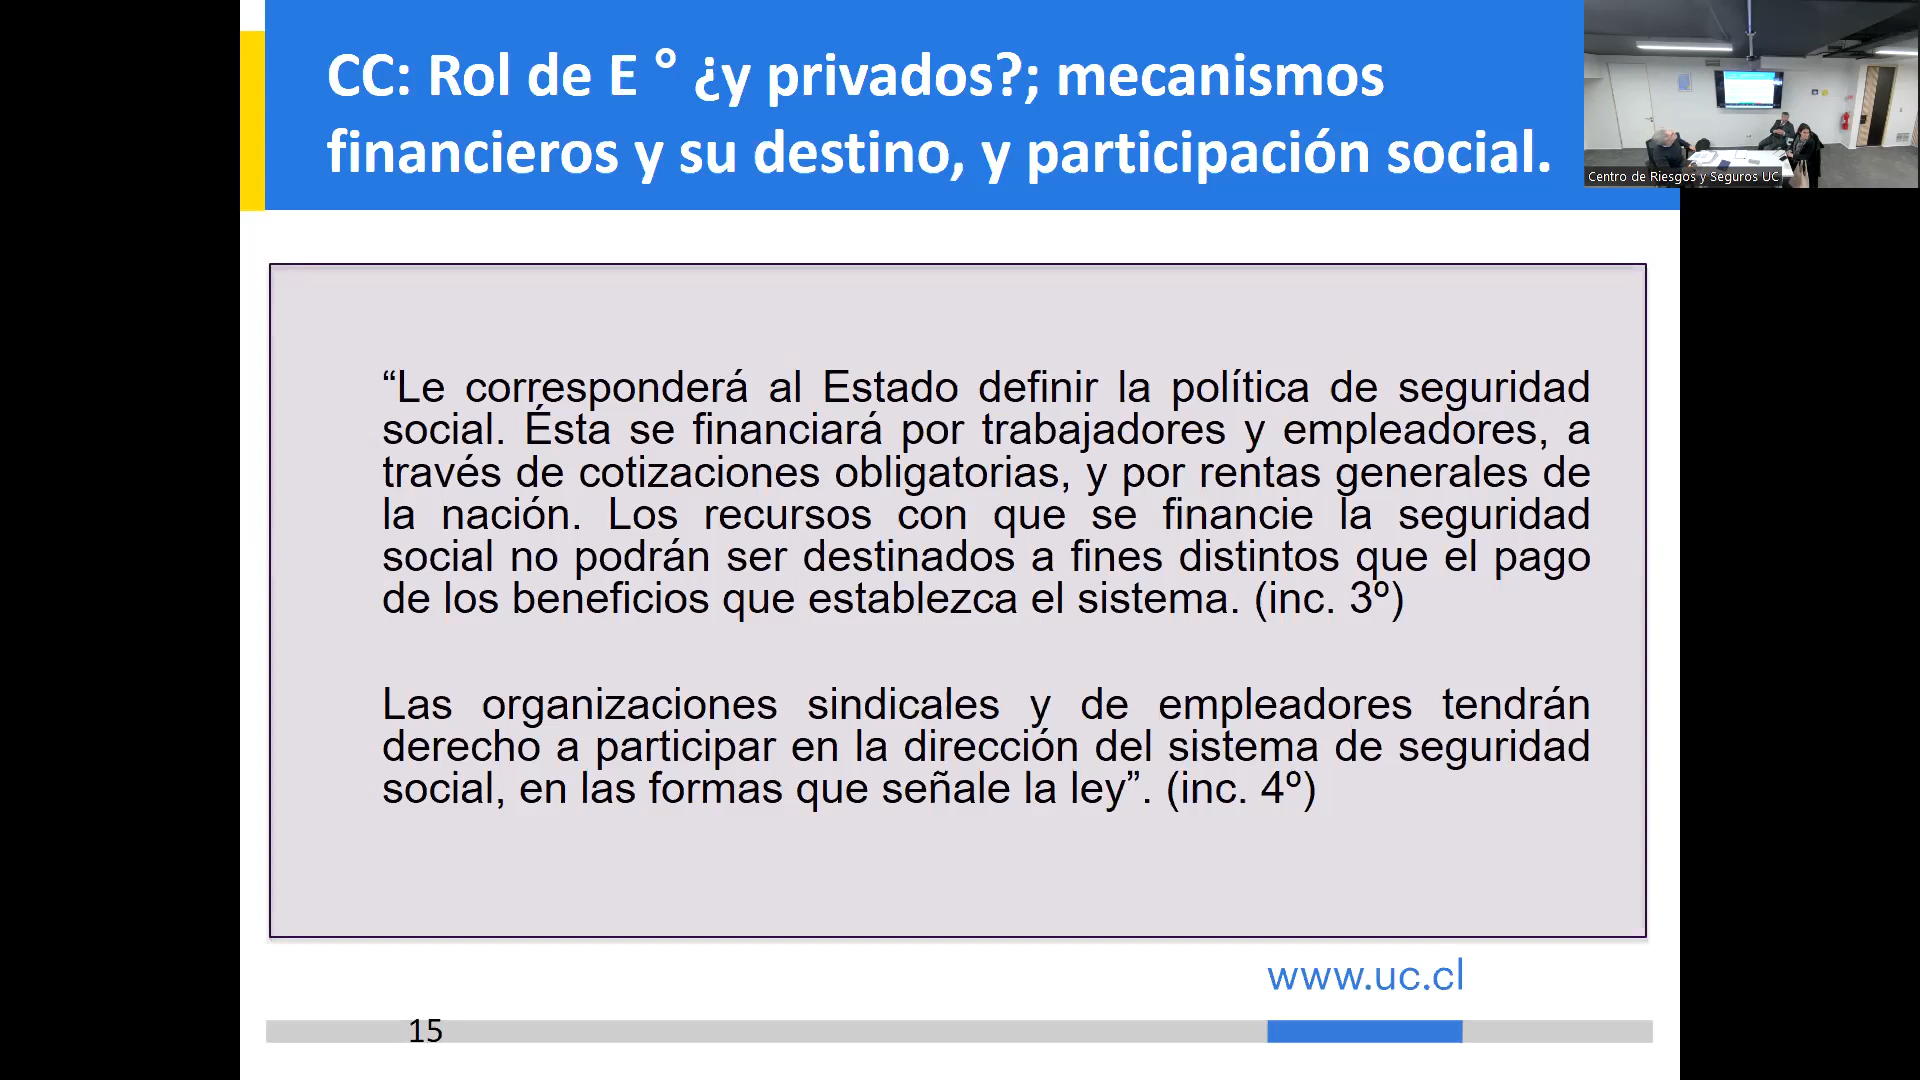 CC: Rol de E ° ¿y privados?; mecanismos
financieros y su destino, y participación social.
Centro de Riesgos y Seguros UC
“Le corresponderá al Estado definir la política de seguridad
social. Ésta se financiará por trabajadores y empleadores, a
través de cotizaciones obligatorias, y por rentas generales de
la nación. Los recursos con que se financie la seguridad
social no podrán ser destinados a fines distintos que el pago
de los beneficios que establezca el sistema. (inc. 3º)
Las organizaciones sindicales y de empleadores tendrán
derecho a participar en la dirección del sistema de seguridad
social, en las formas que señale la ley”. (inc. 4º)
www.uc.cl
15